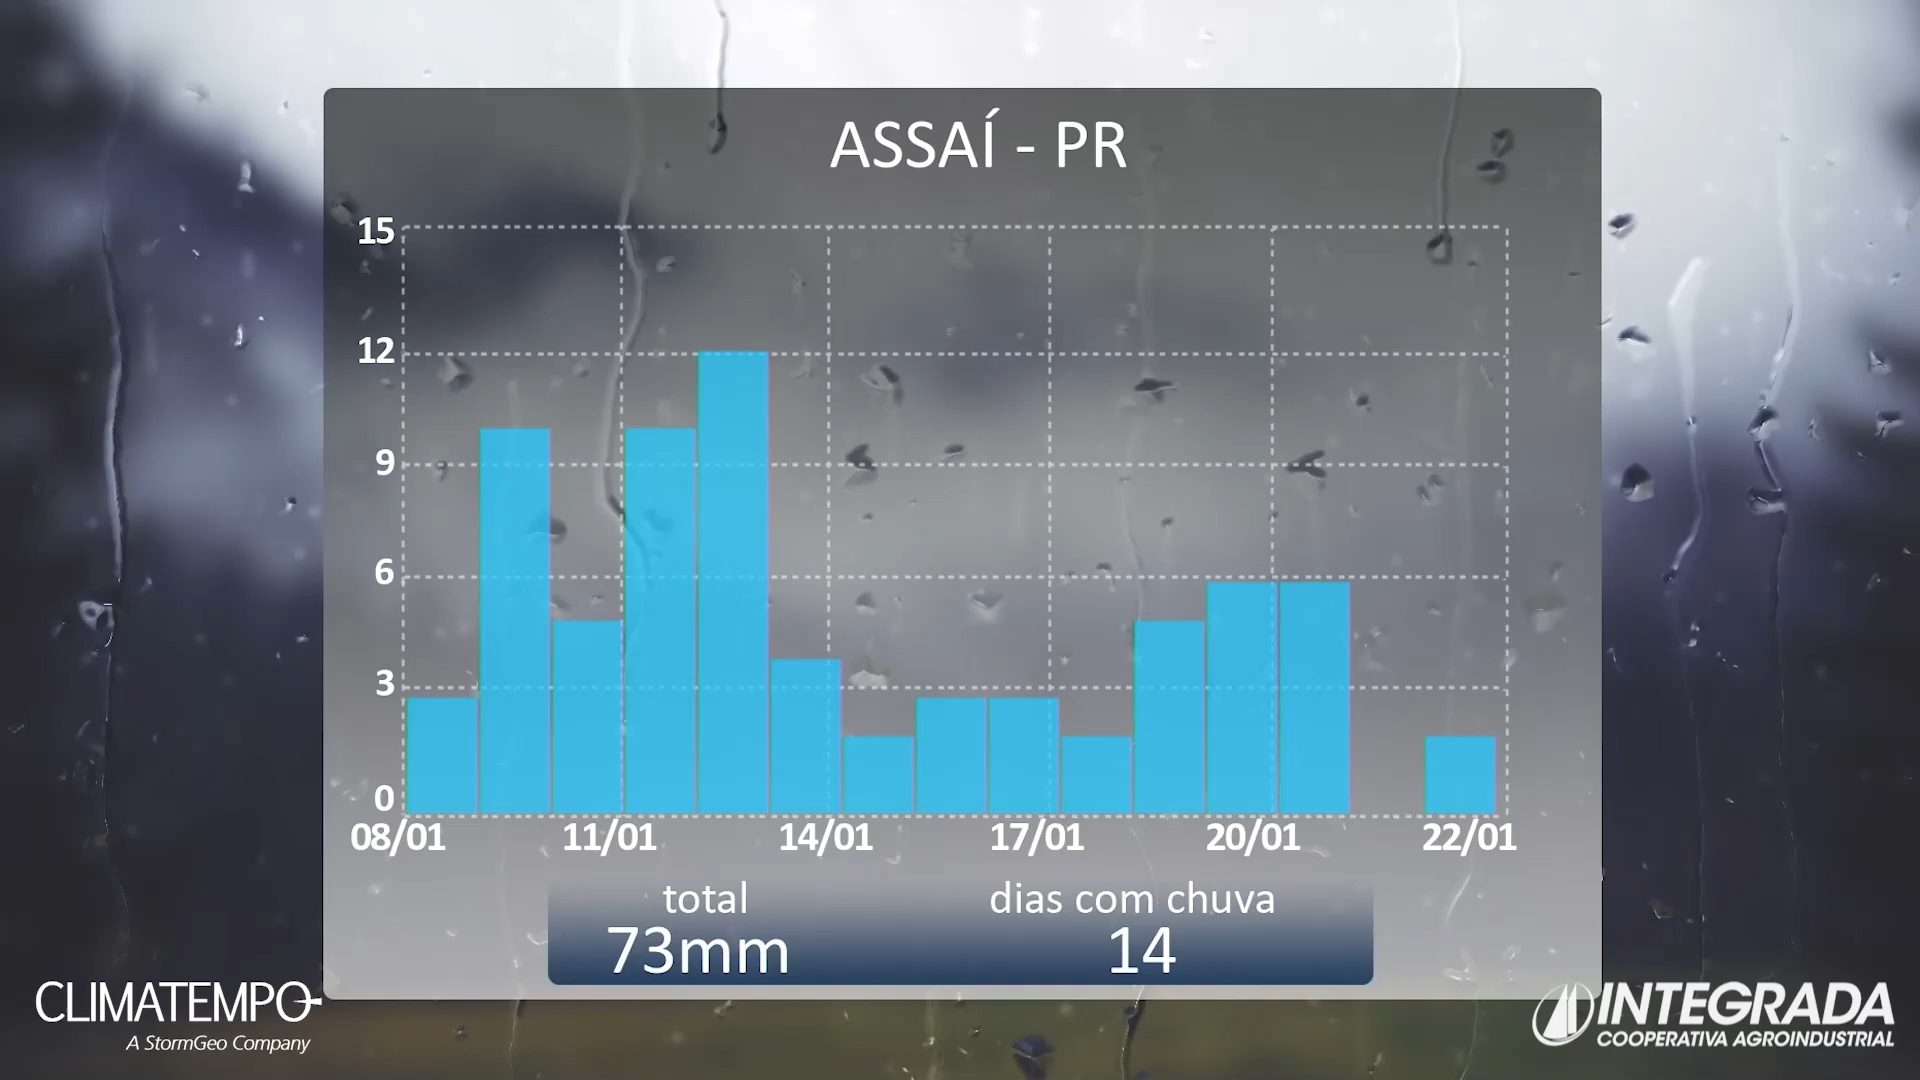 ASSAÍ - PR
15
12
9
6
3
0
08/01 11/01 14/01 17/01 20/01 22/01
total dias com chuva
73mm 14
CLIMATEMPO
A StormGeo Company
INTEGRADA
COOPERATIVA AGROINDUSTRIAL